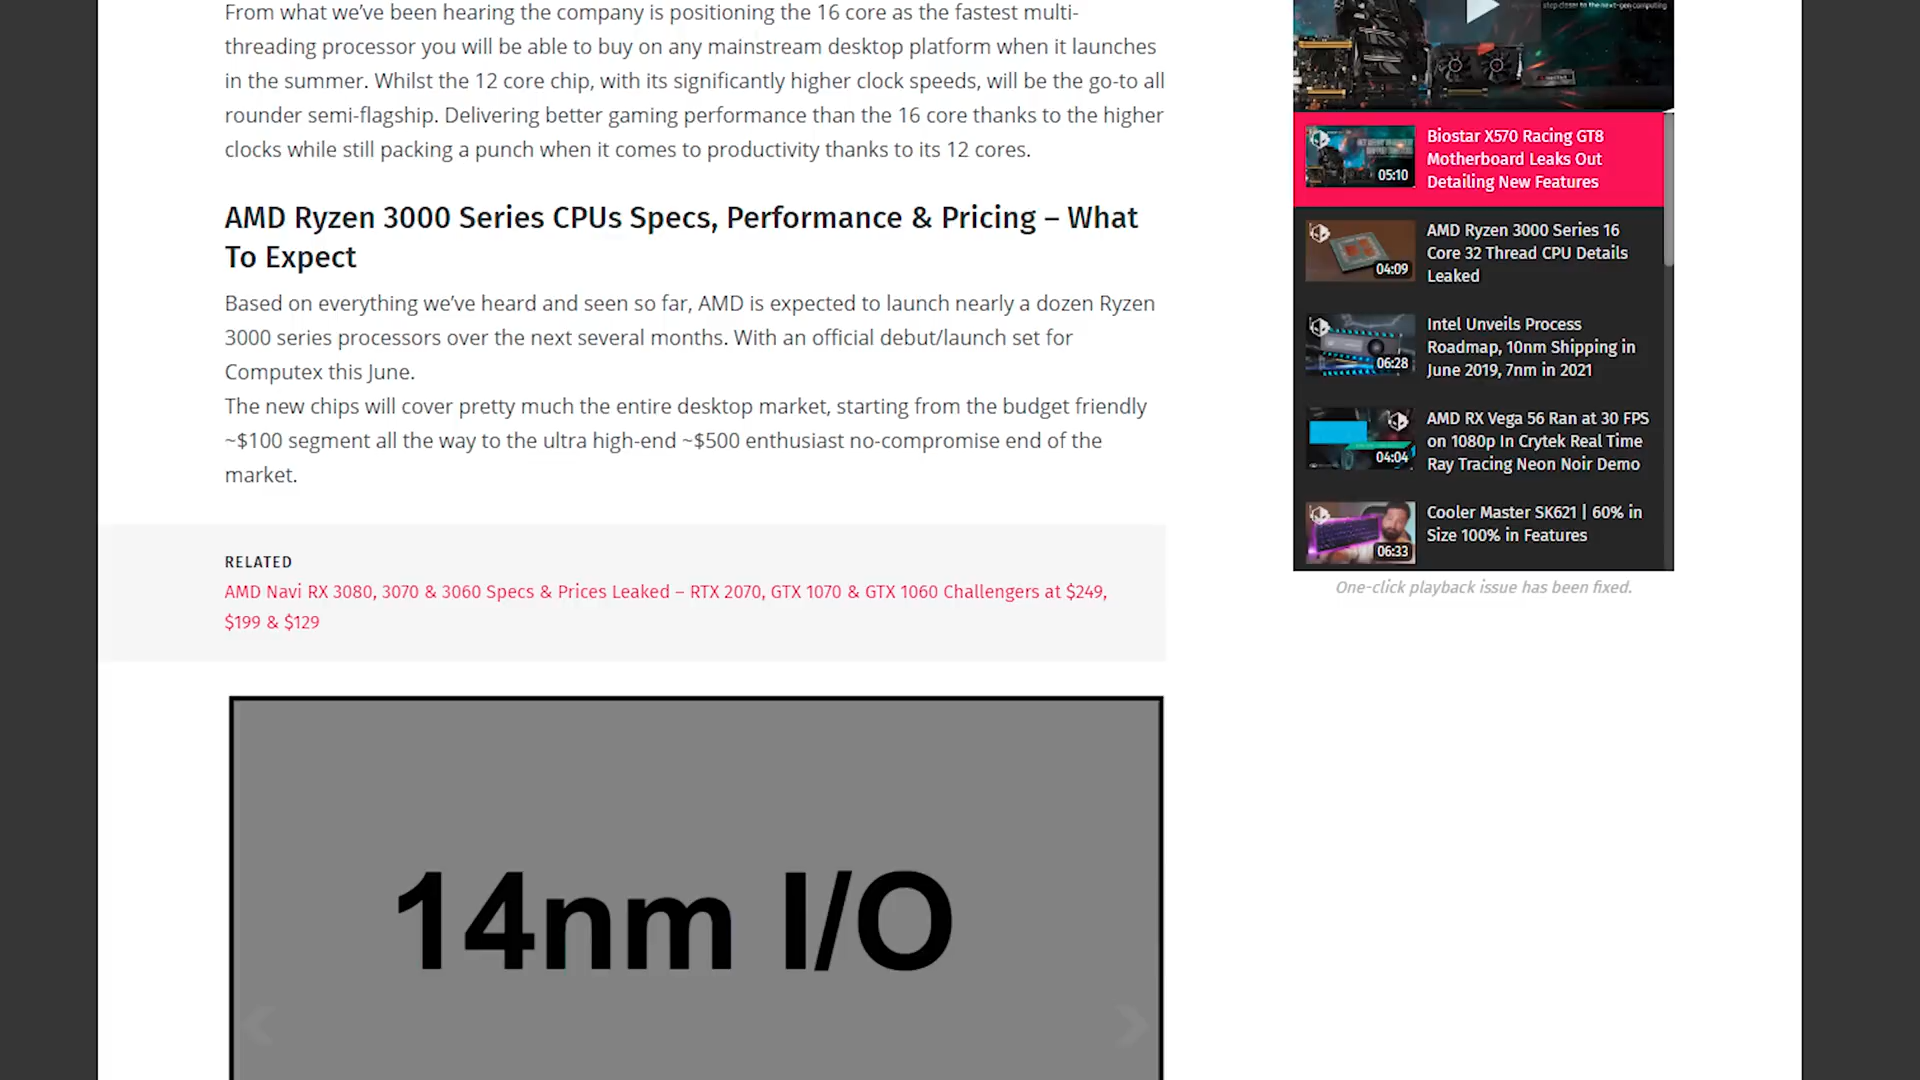 From what we’ve been hearing the company is positioning the 16 core as the fastest multi-
threading processor you will be able to buy on any mainstream desktop platform when it launches
in the summer. Whilst the 12 core chip, with its significantly higher clock speeds, will be the go-to all
rounder semi-flagship. Delivering better gaming performance than the 16 core thanks to the higher
clocks while still packing a punch when it comes to productivity thanks to its 12 cores.
AMD Ryzen 3000 Series CPUs Specs, Performance & Pricing – What
To Expect
Based on everything we’ve heard and seen so far, AMD is expected to launch nearly a dozen Ryzen
3000 series processors over the next several months. With an official debut/launch set for
Computex this June.
The new chips will cover pretty much the entire desktop market, starting from the budget friendly
~$100 segment all the way to the ultra high-end ~$500 enthusiast no-compromise end of the
market.
RELATED
AMD Navi RX 3080, 3070 & 3060 Specs & Prices Leaked – RTX 2070, GTX 1070 & GTX 1060 Challengers at $249,
$199 & $129
14nm I/O
step closer to the next-gen computing
05:10
Biostar X570 Racing GT8
Motherboard Leaks Out
Detailing New Features
04:09
AMD Ryzen 3000 Series 16
Core 32 Thread CPU Details
Leaked
06:28
Intel Unveils Process
Roadmap, 10nm Shipping in
June 2019, 7nm in 2021
04:04
AMD RX Vega 56 Ran at 30 FPS
on 1080p In Crytek Real Time
Ray Tracing Neon Noir Demo
06:33
Cooler Master SK621 | 60% in
Size 100% in Features
One-click playback issue has been fixed.